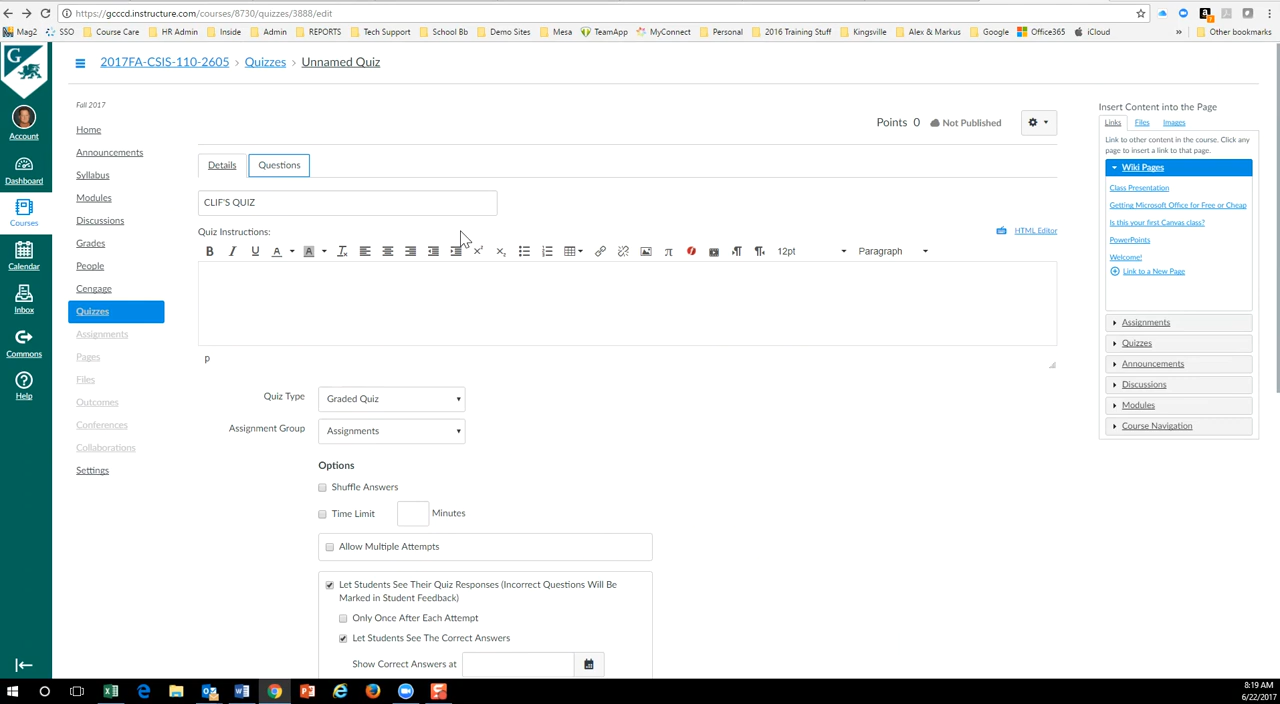 https://gcccd.instructure.com/courses/8730/quizzes/3888/edit
Mag2 SSO Course Care HR Admin Inside Admin REPORTS Tech Support School Bb Demo Sites Mesa TeamApp MyConnect Personal 2016 Training Stuff Kingsville Alex & Markus Google Office365 iCloud » Other bookmarks
G
Account
Dashboard
Courses
Calendar
Inbox
Commons
Help
2017FA-CSIS-110-2605 › Quizzes › Unnamed Quiz
Fall 2017
Home
Announcements
Syllabus
Modules
Discussions
Grades
People
Cengage
Quizzes
Assignments
Pages
Files
Outcomes
Conferences
Collaborations
Settings
Points 0 Not Published
Details Questions
CLIF'S QUIZ
Quiz Instructions: HTML Editor
B I U A A 12pt Paragraph
p
Quiz Type Graded Quiz
Assignment Group Assignments
Options
Shuffle Answers
Time Limit Minutes
Allow Multiple Attempts
Let Students See Their Quiz Responses (Incorrect Questions Will Be
Marked in Student Feedback)
Only Once After Each Attempt
Let Students See The Correct Answers
Show Correct Answers at
Insert Content into the Page
Links Files Images
Link to other content in the course. Click any
page to insert a link to that page.
Wiki Pages
Class Presentation
Getting Microsoft Office for Free or Cheap
Is this your first Canvas class?
PowerPoints
Welcome!
Link to a New Page
Assignments
Quizzes
Announcements
Discussions
Modules
Course Navigation
8:19 AM
6/22/2017